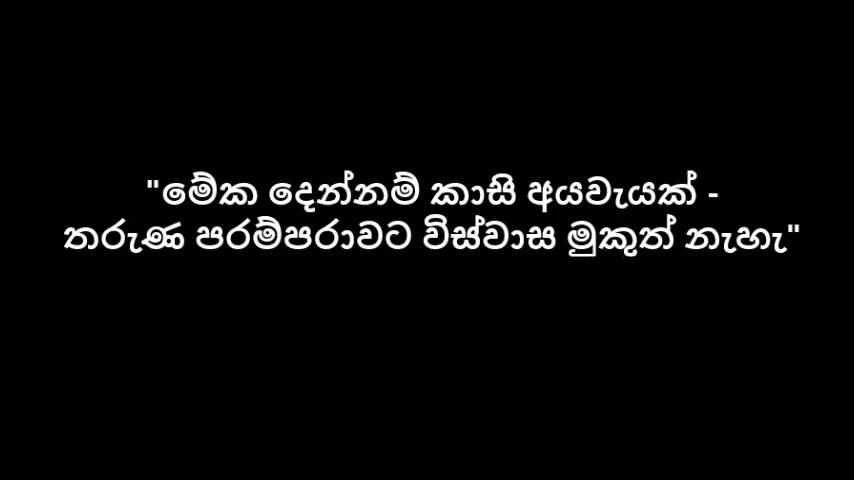 "මේක දෙන්නම් කාසි අයවැයක් -
තරුණ පරම්පරාවට විස්වාස මුකුත් නැහැ"